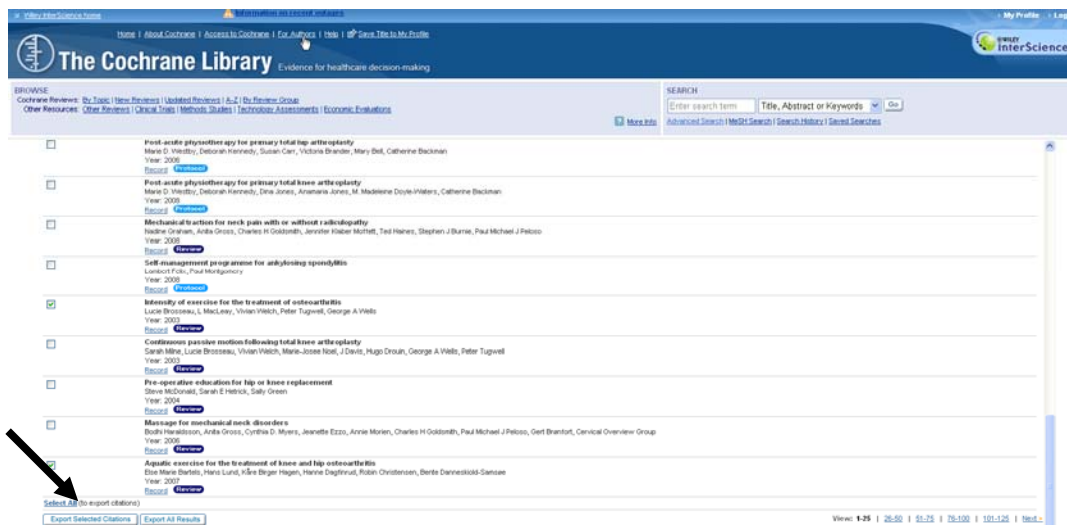 Wiley InterScience home
Information on recent outages
My Profile
Log
Home | About Cochrane | Access to Cochrane | For Authors | Help | Save Title to My Profile
The Cochrane Library Evidence for healthcare decision-making
WILEY
InterScience
BROWSE
Cochrane Reviews: By Topic | New Reviews | Updated Reviews | A-Z | By Review Group
Other Resources: Other Reviews | Clinical Trials | Methods Studies | Technology Assessments | Economic Evaluations
More Info
SEARCH
Enter search term Title, Abstract or Keywords Go
Advanced Search | MeSH Search | Search History | Saved Searches
Post-acute physiotherapy for primary total hip arthroplasty
Marie D. Westby, Deborah Kennedy, Susan Carr, Victoria Brander, Mary Bell, Catherine Backman
Year: 2006
Record Protocol
Post-acute physiotherapy for primary total knee arthroplasty
Marie D. Westby, Deborah Kennedy, Dina Jones, Anamaria Jones, M. Madeleine Doyle-Waters, Catherine Backman
Year: 2008
Record Protocol
Mechanical traction for neck pain with or without radiculopathy
Nadine Graham, Anita Gross, Charles H Goldsmith, Jennifer Klaber Moffett, Ted Haines, Stephen J Burnie, Paul Michael J Peloso
Year: 2008
Record Review
Self-management programme for ankylosing spondylitis
Lambert Felix, Paul Montgomery
Year: 2008
Record Protocol
Intensity of exercise for the treatment of osteoarthritis
Lucie Brosseau, L MacLeay, Vivian Welch, Peter Tugwell, George A Wells
Year: 2003
Record Review
Continuous passive motion following total knee arthroplasty
Sarah Milne, Lucie Brosseau, Vivian Welch, Marie-Josee Noel, J Davis, Hugo Drouin, George A Wells, Peter Tugwell
Year: 2003
Record Review
Pre-operative education for hip or knee replacement
Steve McDonald, Sarah E Hetrick, Sally Green
Year: 2004
Record Review
Massage for mechanical neck disorders
Bodhi Haraldsson, Anita Gross, Cynthia D. Myers, Jeanette Ezzo, Annie Morien, Charles H Goldsmith, Paul Michael J Peloso, Gert Brønfort, Cervical Overview Group
Year: 2006
Record Review
Aquatic exercise for the treatment of knee and hip osteoarthritis
Else Marie Bartels, Hans Lund, Kåre Birger Hagen, Hanne Dagfinrud, Robin Christensen, Bente Danneskiold-Samsøe
Year: 2007
Record Review
Select All (to export citations)
Export Selected Citations Export All Results
View: 1-25 | 26-50 | 51-75 | 76-100 | 101-125 | Next